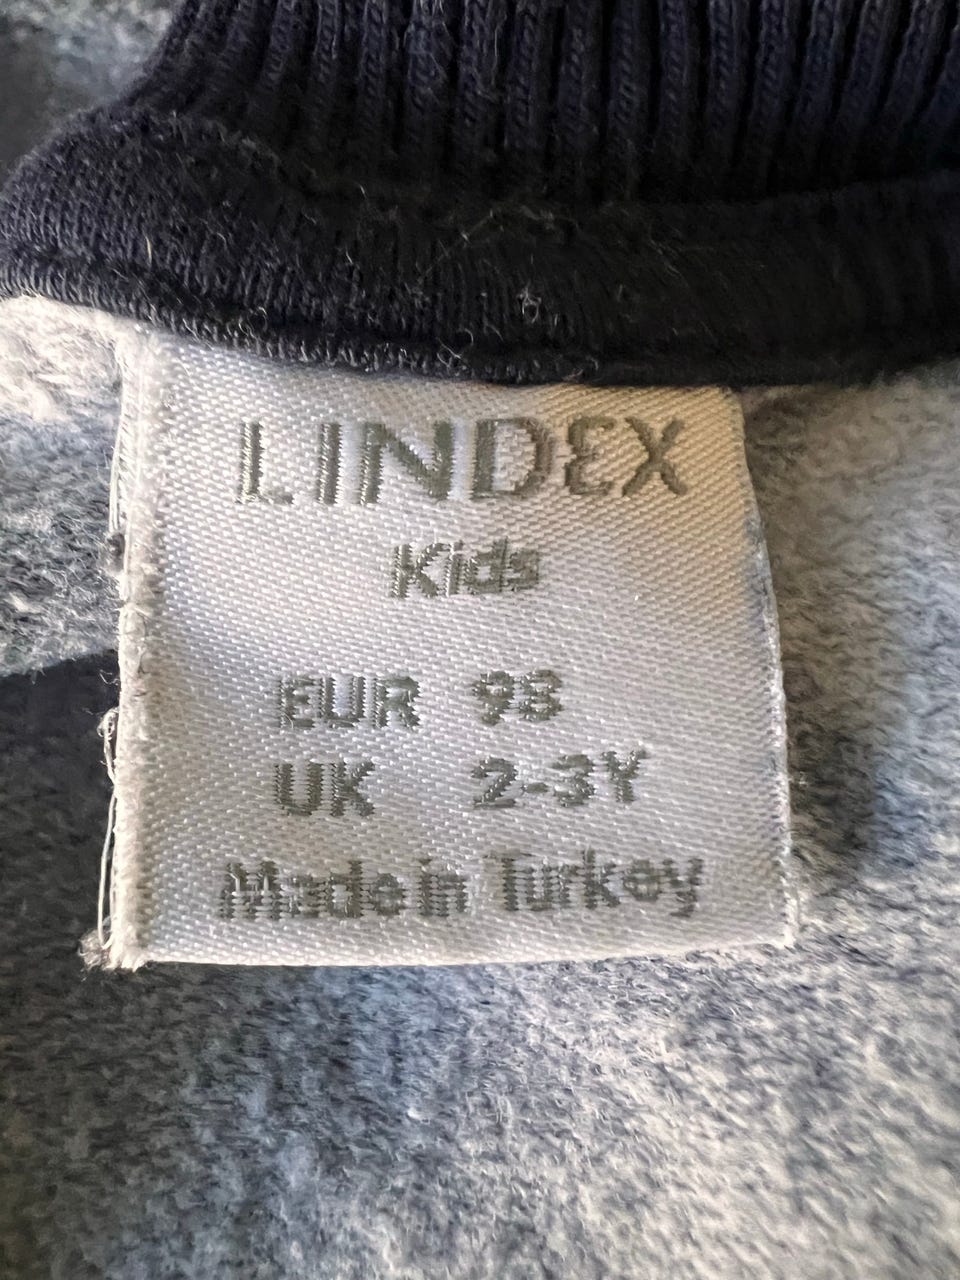 LINDEX
Kids
EUR 98
UK 2-3Y
Made in Turkey